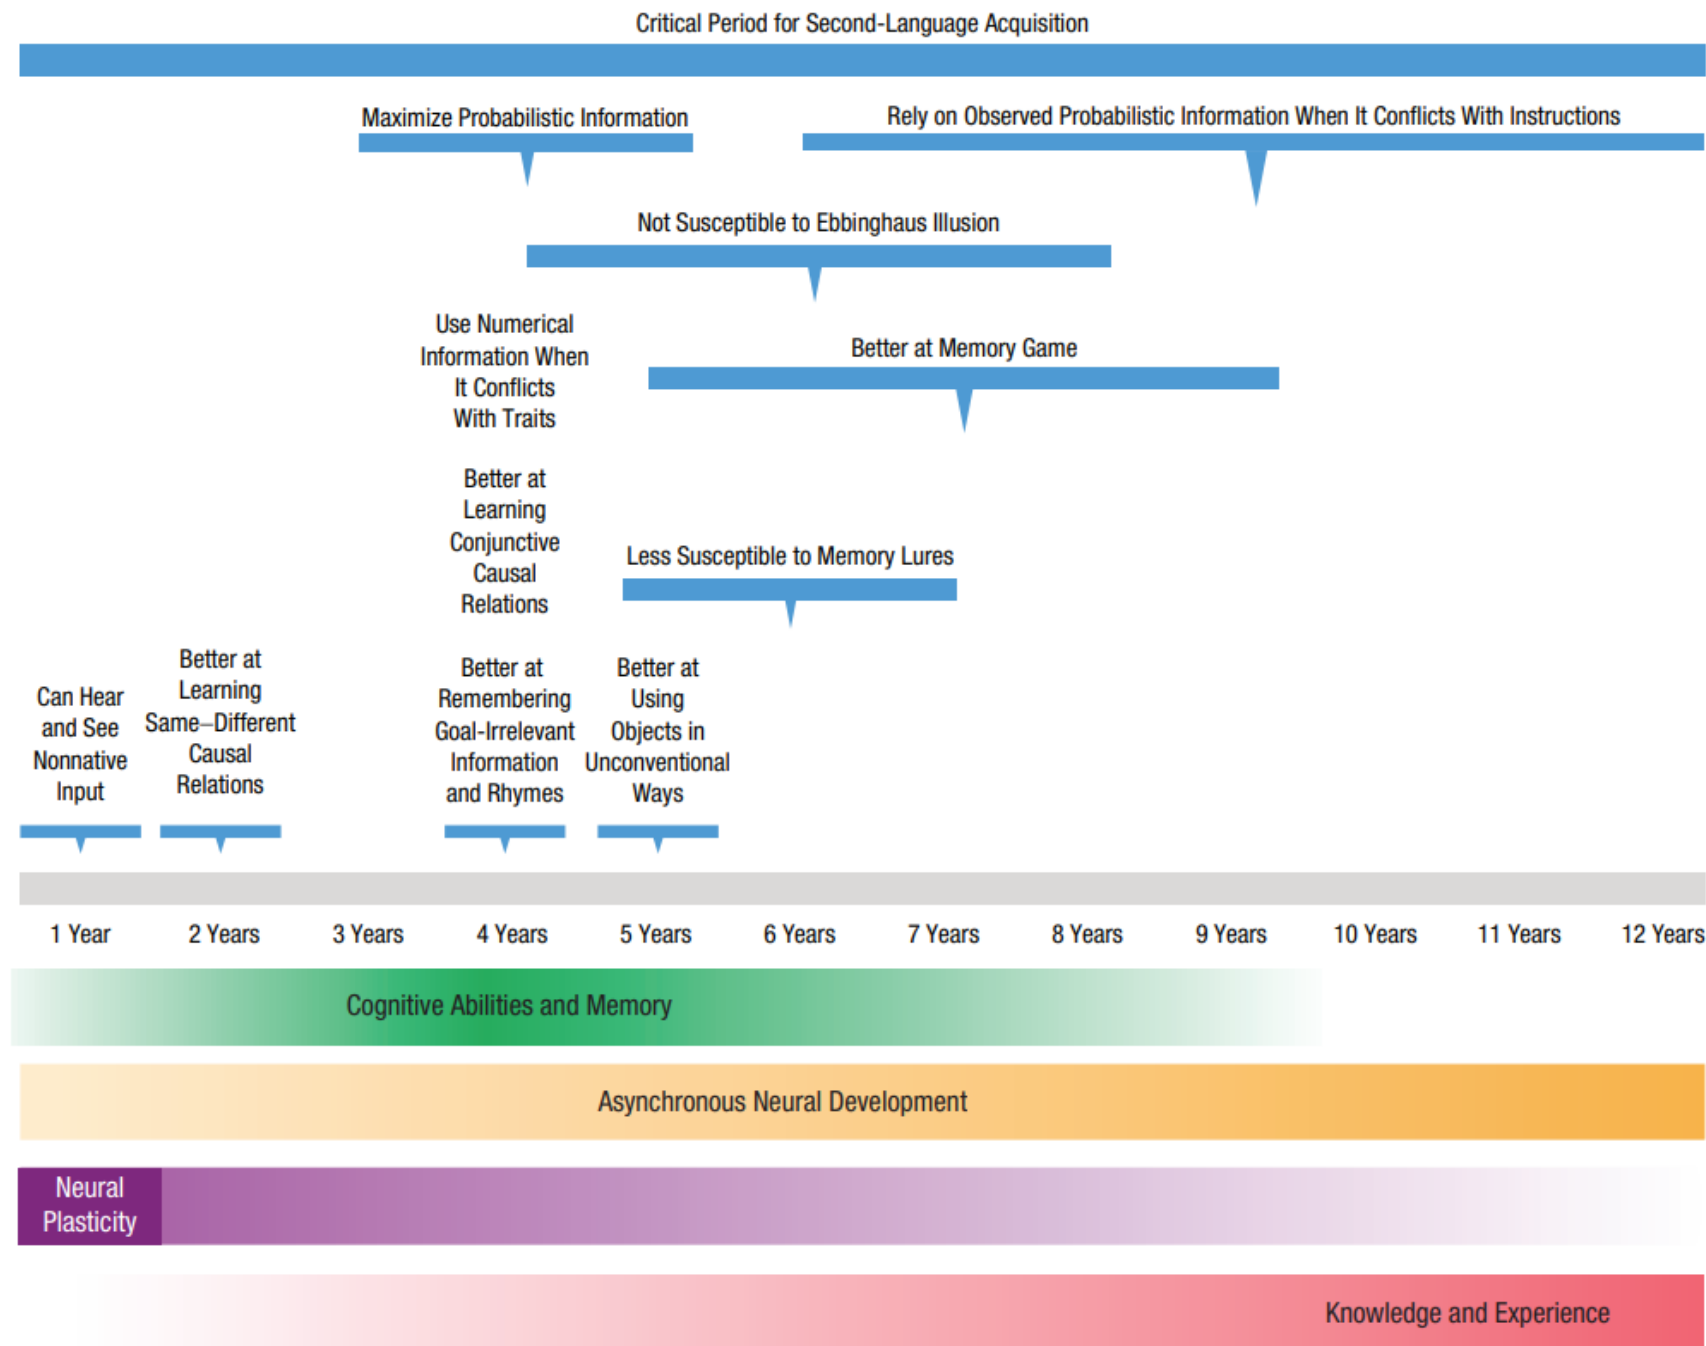 Critical Period for Second-Language Acquisition
Maximize Probabilistic Information
Rely on Observed Probabilistic Information When It Conflicts With Instructions
Not Susceptible to Ebbinghaus Illusion
Use Numerical
Information When
It Conflicts
With Traits
Better at Memory Game
Better at
Learning
Conjunctive
Causal
Relations
Less Susceptible to Memory Lures
Can Hear
and See
Nonnative
Input
Better at
Learning
Same–Different
Causal
Relations
Better at
Remembering
Goal-Irrelevant
Information
and Rhymes
Better at
Using
Objects in
Unconventional
Ways
1 Year 2 Years 3 Years 4 Years 5 Years 6 Years 7 Years 8 Years 9 Years 10 Years 11 Years 12 Years
Cognitive Abilities and Memory
Asynchronous Neural Development
Neural
Plasticity
Knowledge and Experience